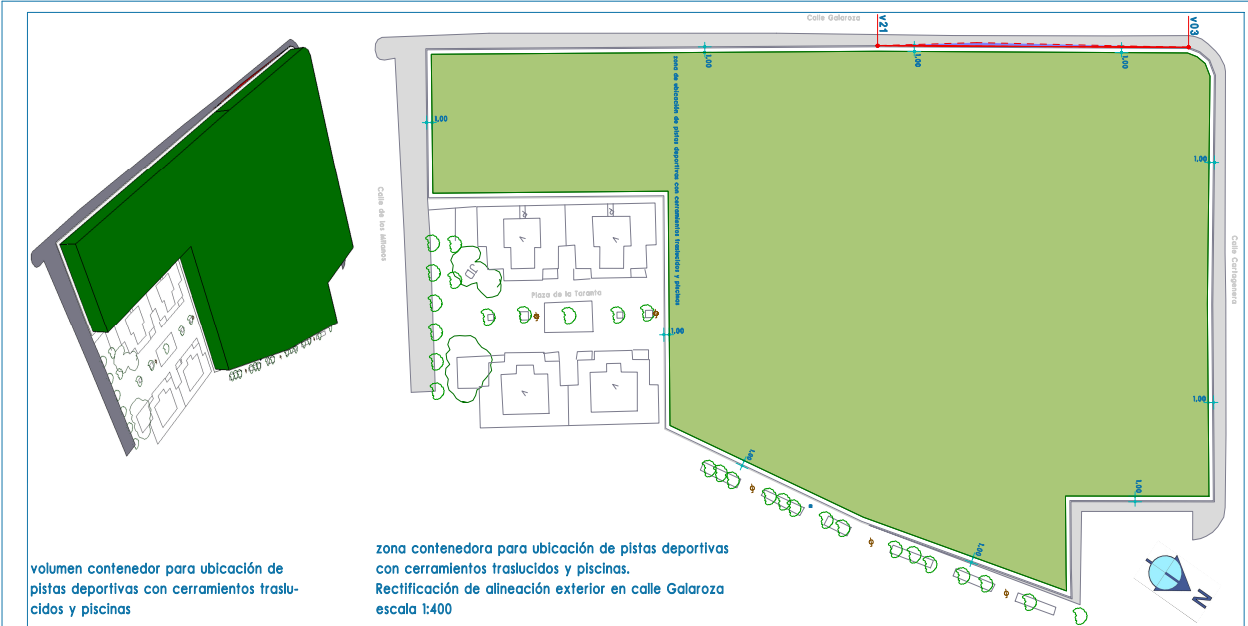 Calle Galaroza
v21
v03
1,00
1,00
1,00
1,00
1,00
Calle de los Miñanos
zona de ubicación de pistas deportivas con cerramientos traslucidos y piscinas
Calle Cartagenera
Plaza de la Taranta
1,00
1,00
1,00
1,00
1,00
N
zona contenedora para ubicación de pistas deportivas
con cerramientos traslucidos y piscinas.
Rectificación de alineación exterior en calle Galaroza
escala 1:400
volumen contenedor para ubicación de
pistas deportivas con cerramientos traslu-
cidos y piscinas